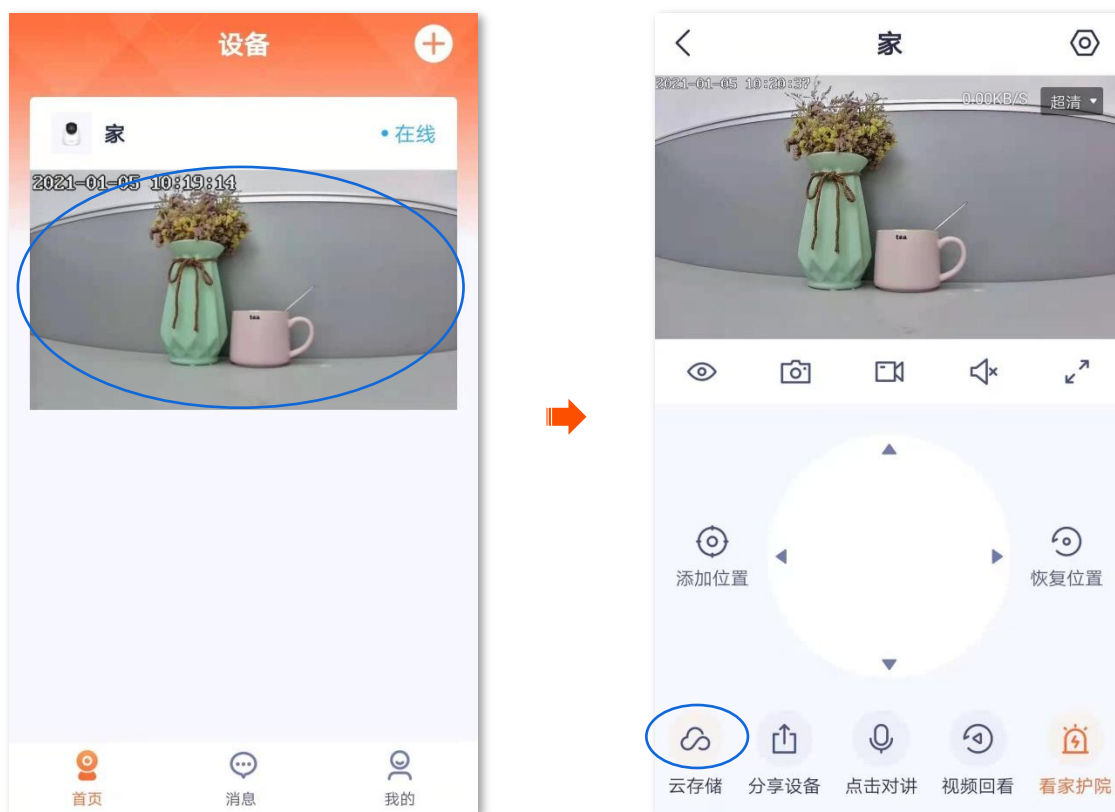 设备
家
在线
2021-01-05 10:19:14
tea
首页
消息
我的
家
2021-01-05 10:20:37
0.00KB/S
超清
tea
添加位置
恢复位置
云存储
分享设备
点击对讲
视频回看
看家护院